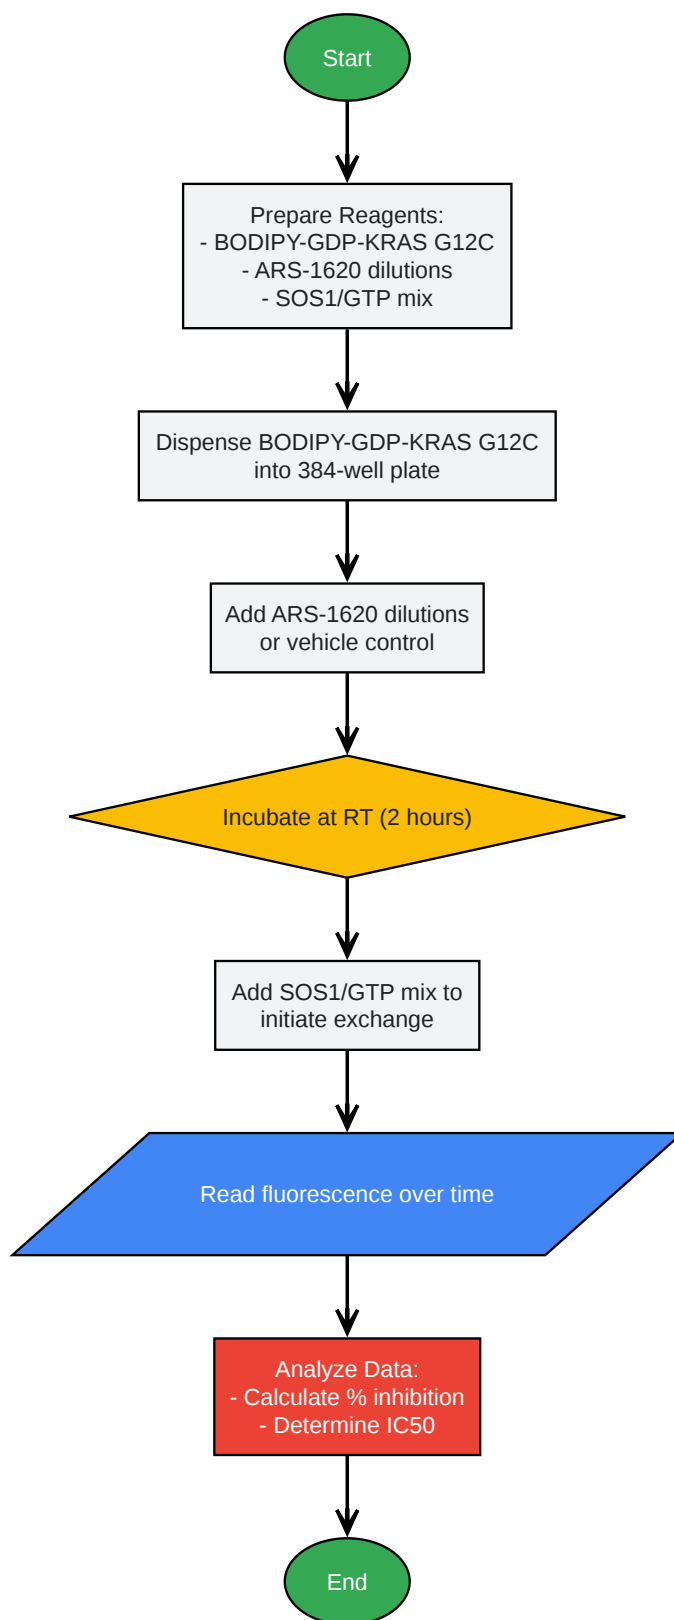 Start
Prepare Reagents:
- BODIPY-GDP-KRAS G12C
- ARS-1620 dilutions
- SOS1/GTP mix
Dispense BODIPY-GDP-KRAS G12C
into 384-well plate
Add ARS-1620 dilutions
or vehicle control
Incubate at RT (2 hours)
Add SOS1/GTP mix to
initiate exchange
Read fluorescence over time
Analyze Data:
- Calculate % inhibition
- Determine IC50
End